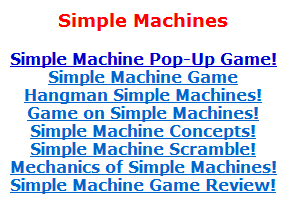 Simple Machines
Simple Machine Pop-Up Game!
Simple Machine Game
Hangman Simple Machines!
Game on Simple Machines!
Simple Machine Concepts!
Simple Machine Scramble!
Mechanics of Simple Machines!
Simple Machine Game Review!